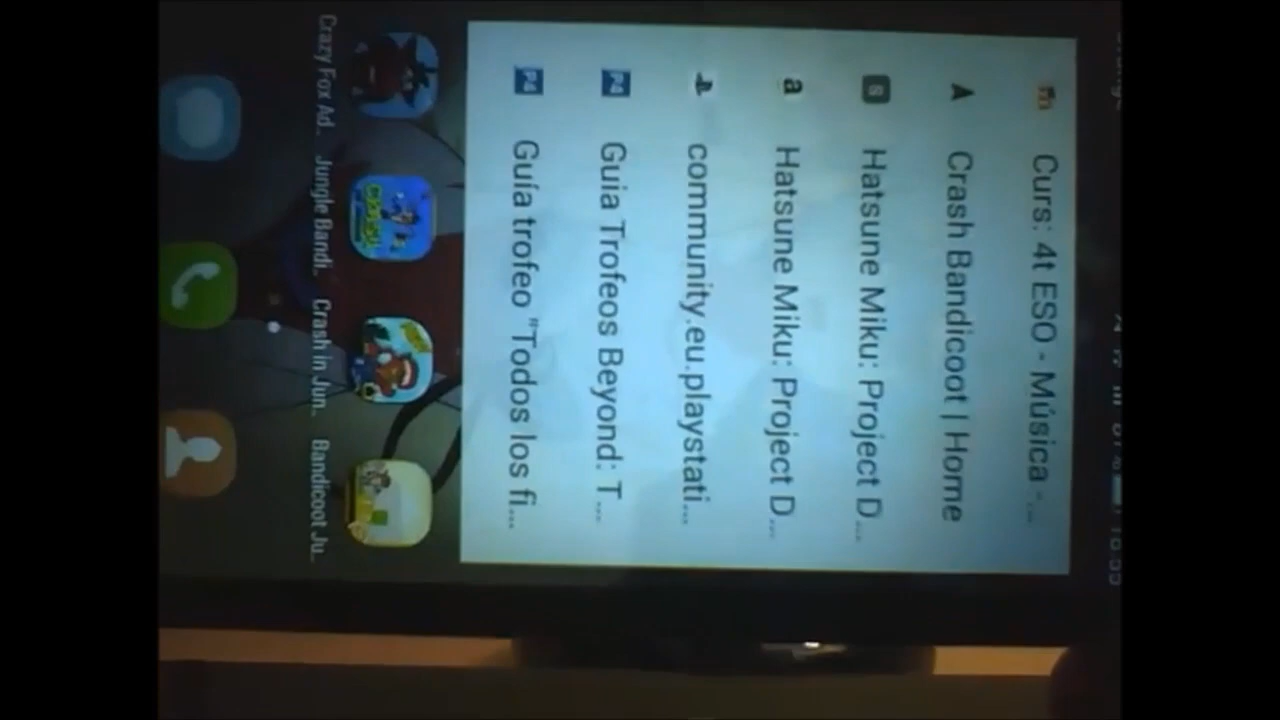 Curs: 4t ESO - Música -...
Crash Bandicoot | Home
Hatsune Miku: Project D...
Hatsune Miku: Project D...
community.eu.playstati...
Guia Trofeos Beyond: T...
Guía trofeo "Todos los fi...
Crazy Fox Ad..
Jungle Bandi..
Crash in Jun..
Bandicoot Ju..